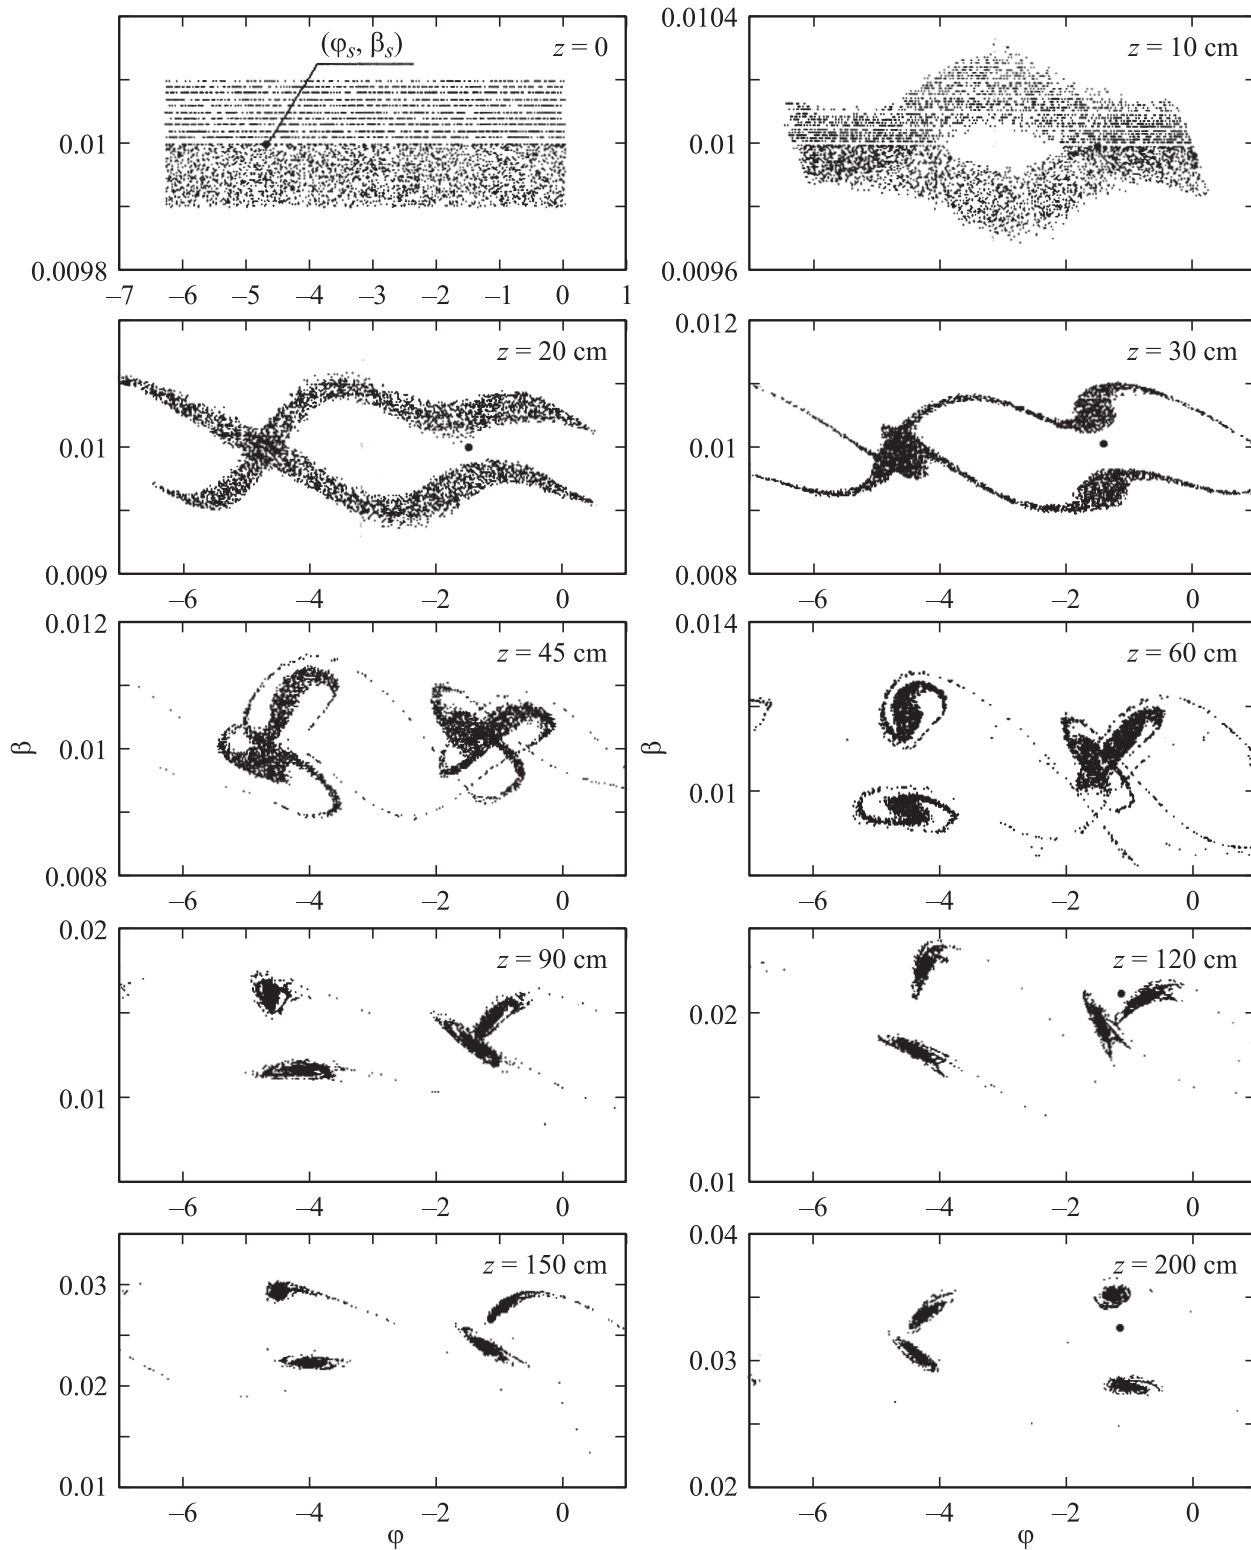 (φs, βs)
z = 0
0.01
0.0098
–7 –6 –5 –4 –3 –2 –1 0 1
0.0104
z = 10 cm
0.01
0.0096
z = 20 cm
0.01
0.009
–6 –4 –2 0
0.012
z = 30 cm
0.01
0.008
–6 –4 –2 0
0.012
z = 45 cm
0.01
β
0.008
–6 –4 –2 0
0.014
z = 60 cm
β
0.01
–6 –4 –2 0
0.02
z = 90 cm
0.01
–6 –4 –2 0
z = 120 cm
0.02
0.01
–6 –4 –2 0
z = 150 cm
0.03
0.02
0.01
–6 –4 –2 0
φ
0.04
z = 200 cm
0.03
0.02
–6 –4 –2 0
φ